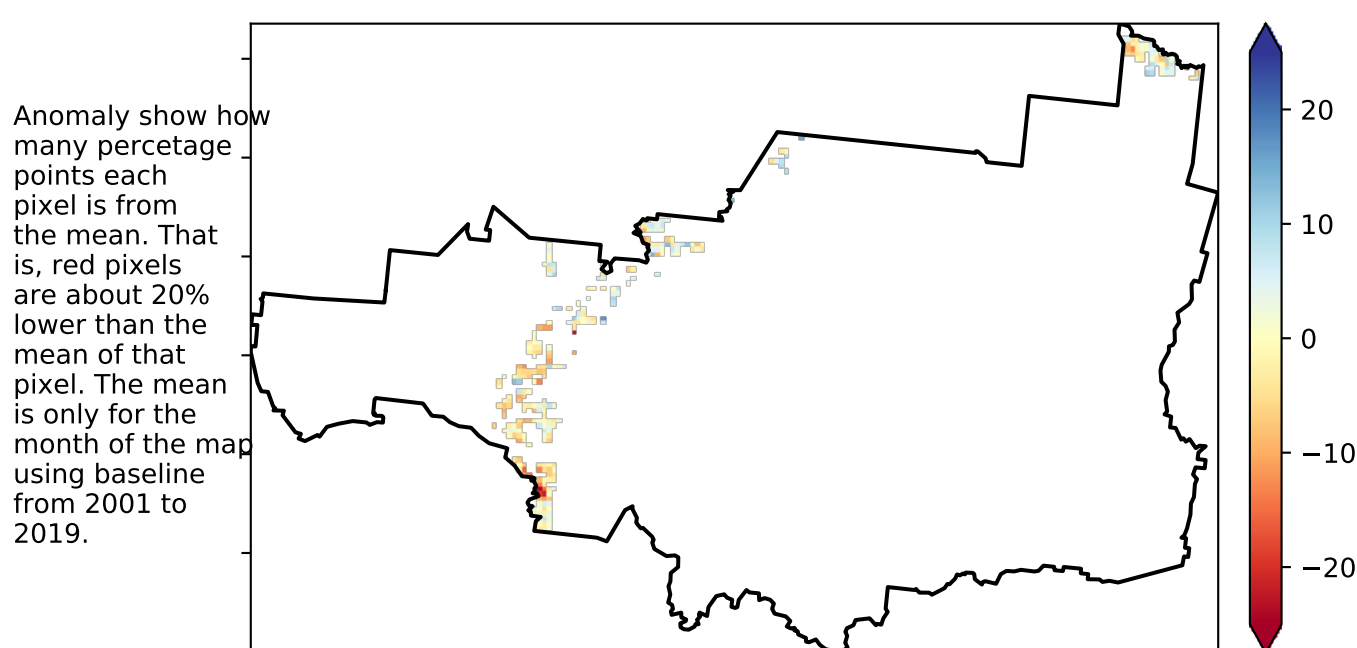 Anomaly show how
many percetage
points each
pixel is from
the mean. That
is, red pixels
are about 20%
lower than the
mean of that
pixel. The mean
is only for the
month of the map
using baseline
from 2001 to
2019.
20
10
0
−10
−20